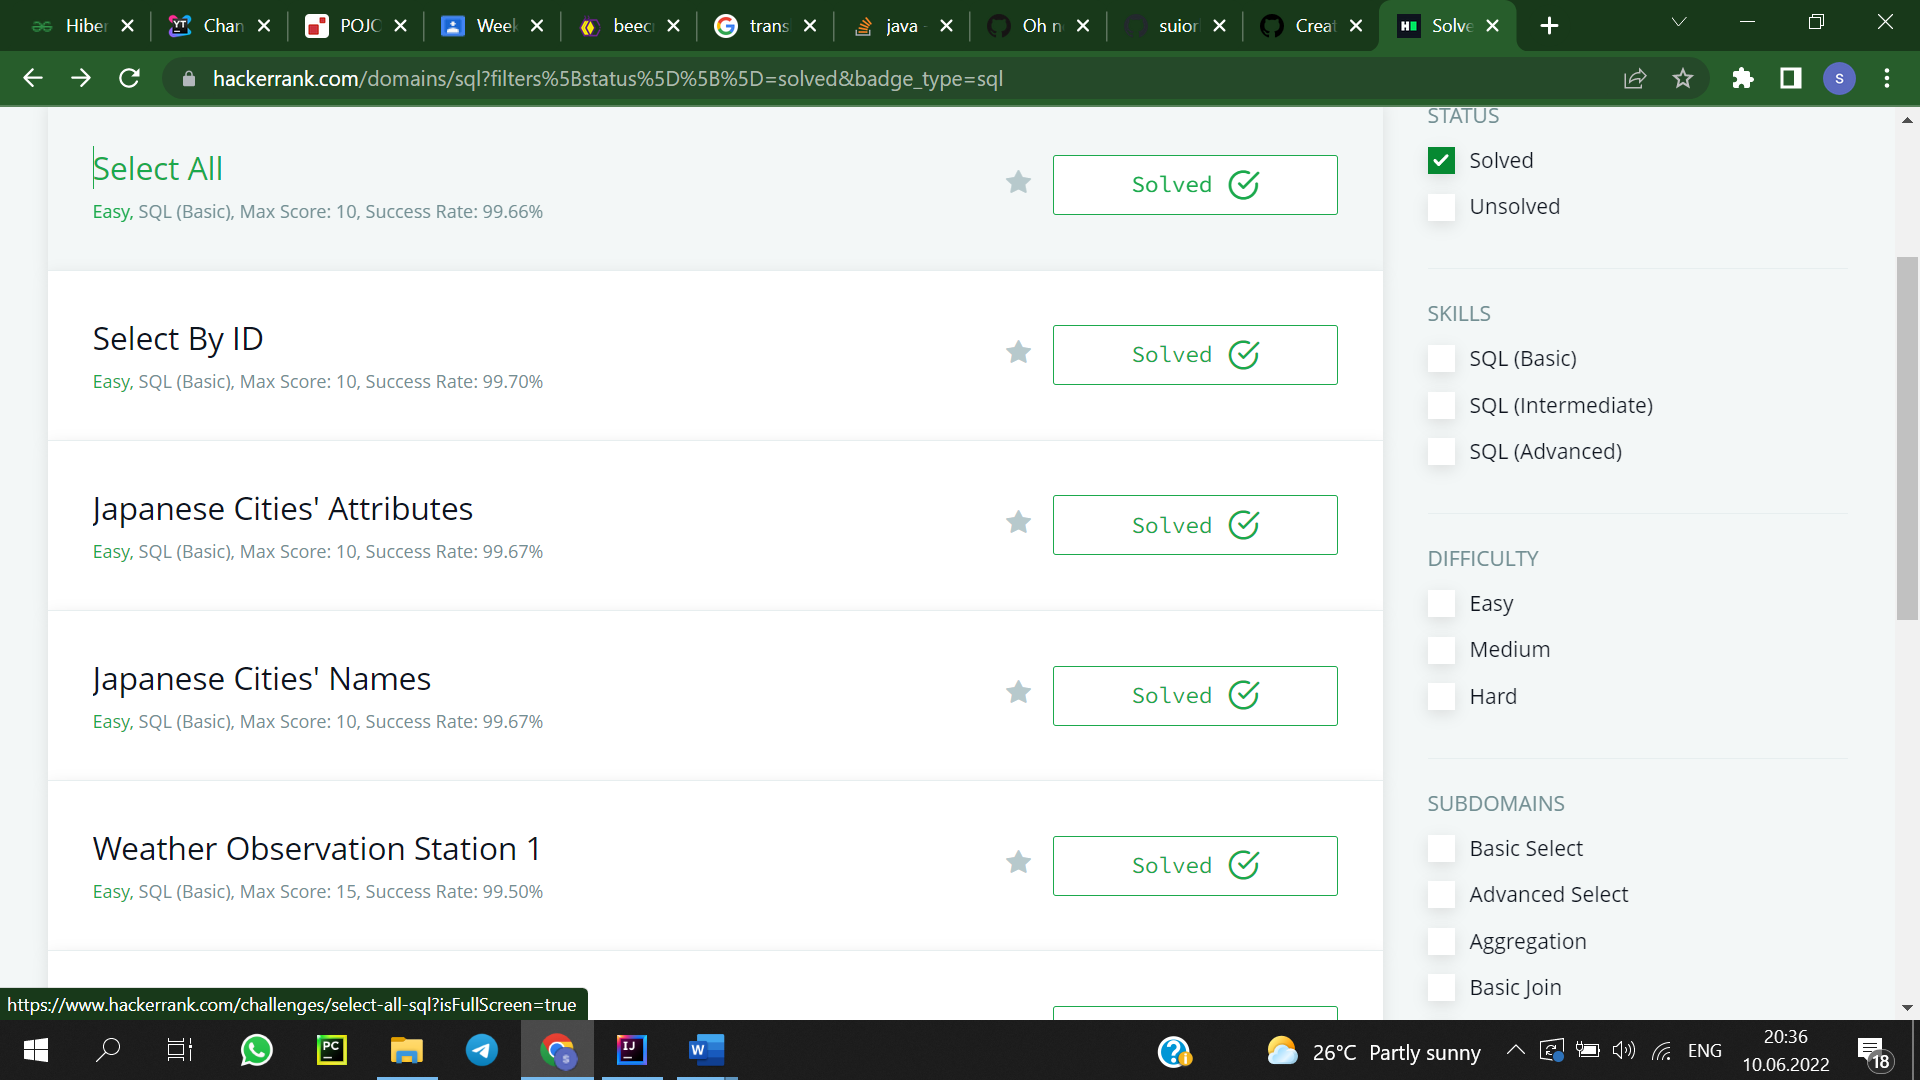 Hiber
Chan
POJO
Week
beec
trans
java
Oh n
suior
Creat
Solve
hackerrank.com/domains/sql?filters%5Bstatus%5D%5B%5D=solved&badge_type=sql
S
Select All
Easy, SQL (Basic), Max Score: 10, Success Rate: 99.66%
Solved
Select By ID
Easy, SQL (Basic), Max Score: 10, Success Rate: 99.70%
Solved
Japanese Cities' Attributes
Easy, SQL (Basic), Max Score: 10, Success Rate: 99.67%
Solved
Japanese Cities' Names
Easy, SQL (Basic), Max Score: 10, Success Rate: 99.67%
Solved
Weather Observation Station 1
Easy, SQL (Basic), Max Score: 15, Success Rate: 99.50%
Solved
STATUS
Solved
Unsolved
SKILLS
SQL (Basic)
SQL (Intermediate)
SQL (Advanced)
DIFFICULTY
Easy
Medium
Hard
SUBDOMAINS
Basic Select
Advanced Select
Aggregation
Basic Join
https://www.hackerrank.com/challenges/select-all-sql?isFullScreen=true
26°C Partly sunny
ENG
20:36
10.06.2022
18